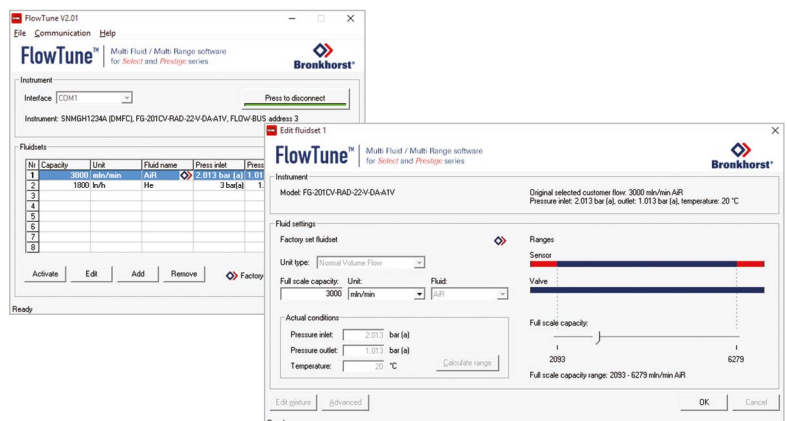 FlowTune V2.01
File Communication Help
FlowTune™ Multi Fluid / Multi Range software
for Select and Prestige series
Bronkhorst®
Instrument
Interface COM1 Press to disconnect
Instrument: SNMGH1234A (DMFC), FG-201CV-RAD-22-V-DA-A1V, FLOW-BUS address 3
Fluidsets
Nr Capacity Unit Fluid name Press inlet Press
1 3000 mln/min AiR 2.013 bar (a) 1.01
2 1800 ln/h He 3 bar(a) 1.
3
4
5
6
7
8
Activate Edit Add Remove Factory
Ready
Edit fluidset 1
FlowTune™ Multi Fluid / Multi Range software
for Select and Prestige series
Bronkhorst®
Instrument
Model: FG-201CV-RAD-22-V-DA-A1V
Original selected customer flow: 3000 mln/min AiR
Pressure inlet: 2.013 bar (a), outlet: 1.013 bar (a), temperature: 20 °C
Fluid settings
Factory set fluidset
Unit type: Normal Volume Flow
Full scale capacity: Unit: Fluid:
3000 mln/min AiR
Actual conditions
Pressure inlet: 2.013 bar (a)
Pressure outlet: 1.013 bar (a)
Temperature: 20 °C
Calculate range
Ranges
Sensor
Valve
Full scale capacity:
2093 6279
Full scale capacity range: 2093 - 6279 mln/min AiR
Edit mixture Advanced OK Cancel